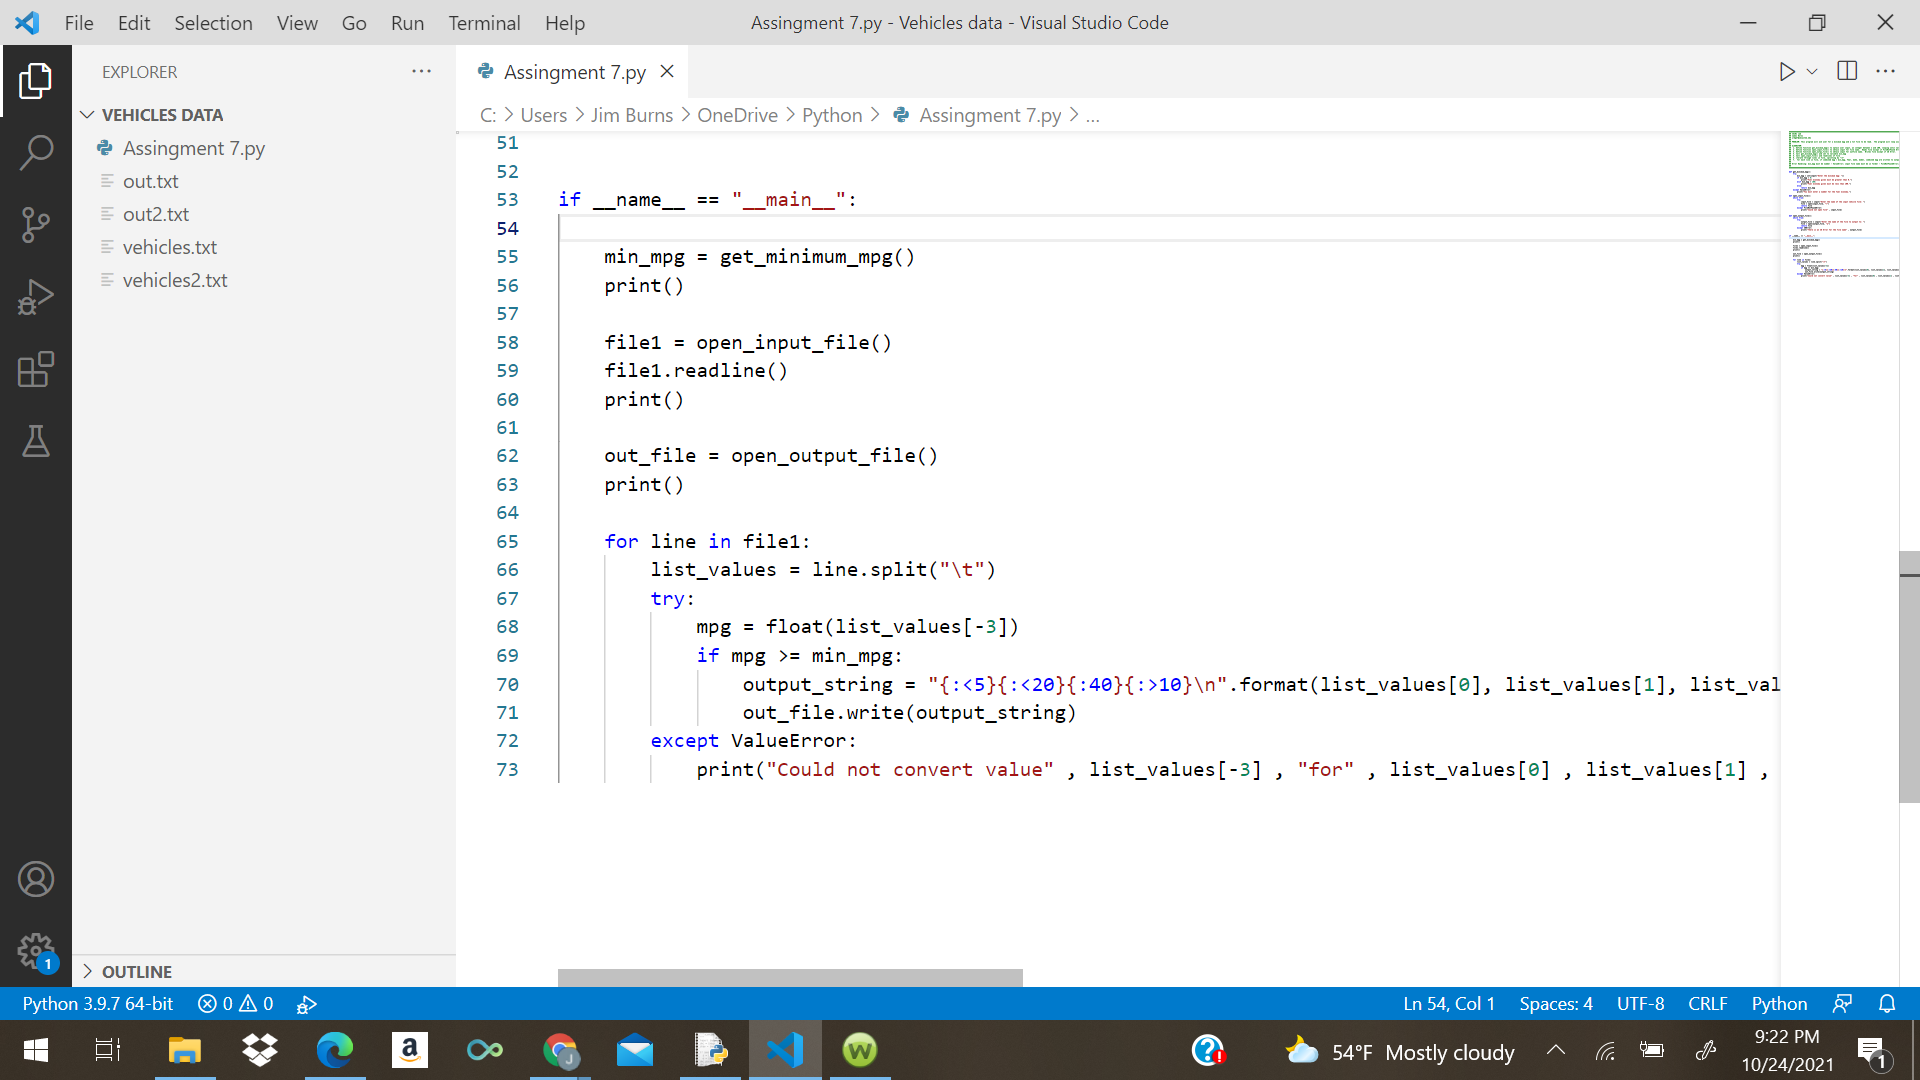 File Edit Selection View Go Run Terminal Help
Assingment 7.py - Vehicles data - Visual Studio Code
EXPLORER
VEHICLES DATA
Assingment 7.py
out.txt
out2.txt
vehicles.txt
vehicles2.txt
OUTLINE
Assingment 7.py
C: > Users > Jim Burns > OneDrive > Python > Assingment 7.py > ...
51
52
53 if __name__ == "__main__":
54
55 min_mpg = get_minimum_mpg()
56 print()
57
58 file1 = open_input_file()
59 file1.readline()
60 print()
61
62 out_file = open_output_file()
63 print()
64
65 for line in file1:
66 list_values = line.split("\t")
67 try:
68 mpg = float(list_values[-3])
69 if mpg >= min_mpg:
70 output_string = "{:<5}{:<20}{:40}{:>10}\n".format(list_values[0], list_values[1], list_val
71 out_file.write(output_string)
72 except ValueError:
73 print("Could not convert value" , list_values[-3] , "for" , list_values[0] , list_values[1] ,
1
Python 3.9.7 64-bit 0 0
Ln 54, Col 1 Spaces: 4 UTF-8 CRLF Python
a
J
W
54°F Mostly cloudy
9:22 PM
10/24/2021
1